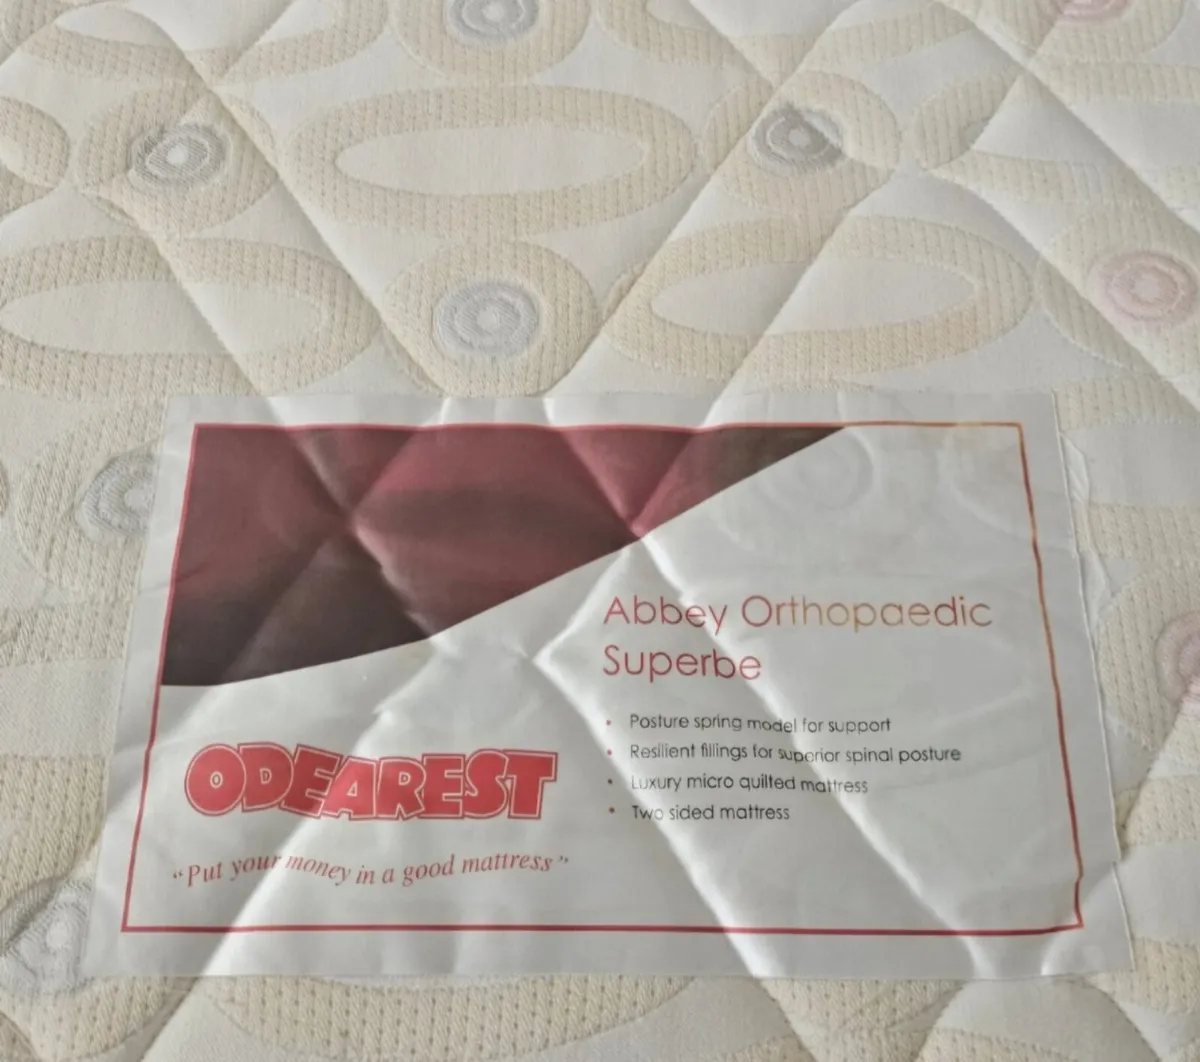 Abbey Orthopaedic
Superbe
• Posture spring model for support
• Resilient fillings for superior spinal posture
• Luxury micro quilted mattress
• Two sided mattress
ODEAREST
“Put your money in a good mattress”